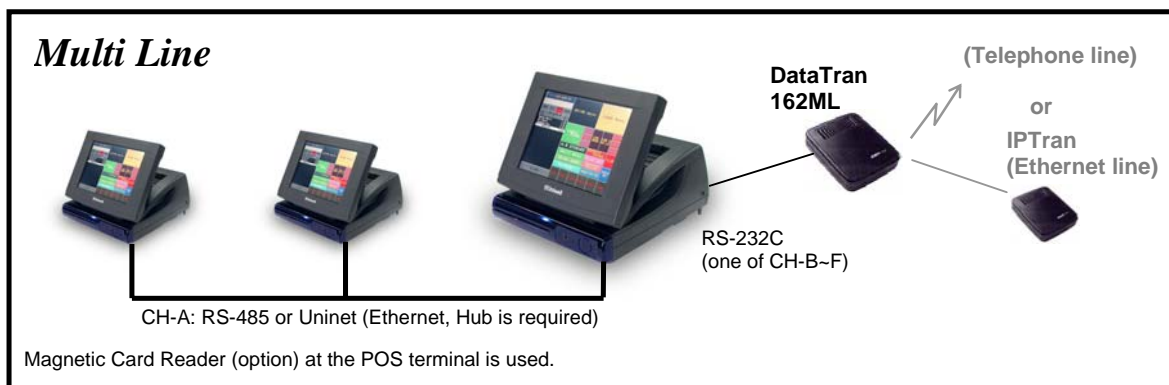 Multi Line
DataTran
162ML
(Telephone line)
or
IPTran
(Ethernet line)
RS-232C
(one of CH-B~F)
CH-A: RS-485 or Uninet (Ethernet, Hub is required)
Magnetic Card Reader (option) at the POS terminal is used.